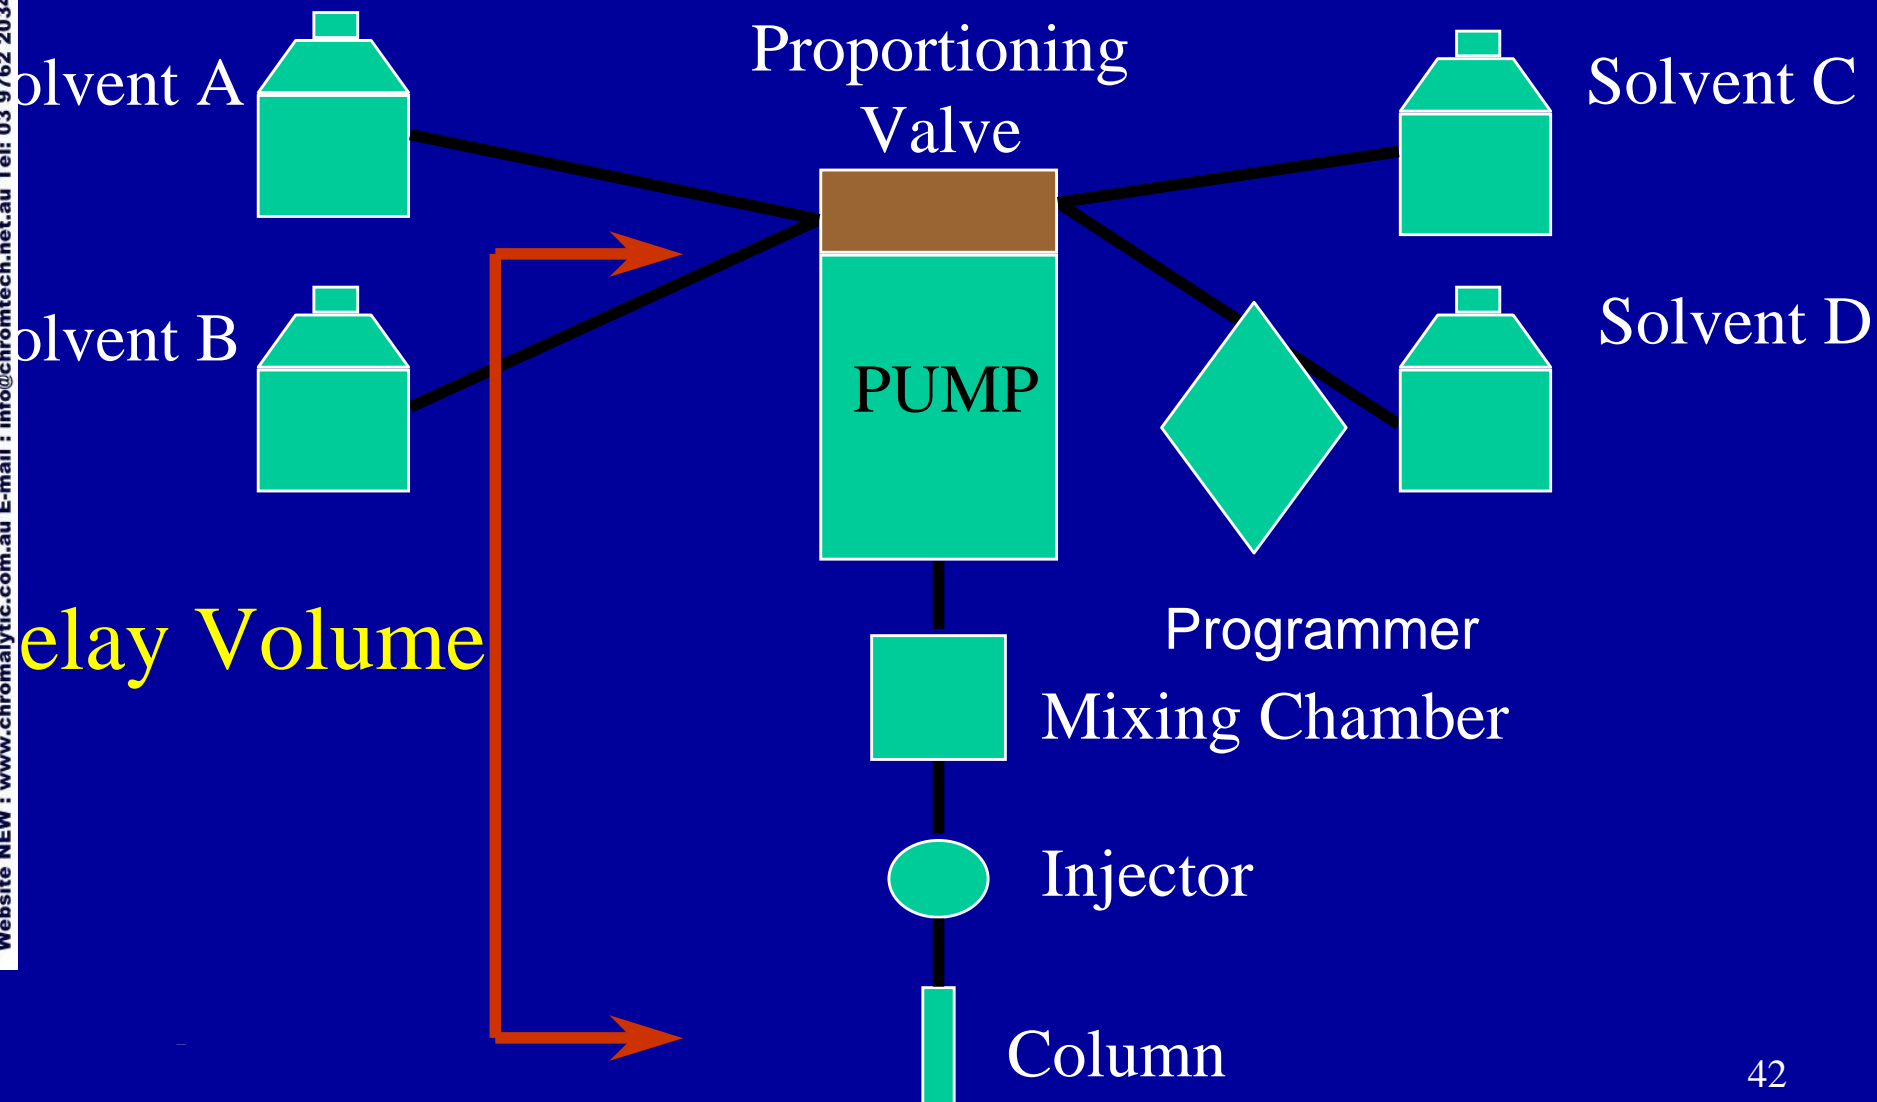 Website NEW : www.chromalytic.com.au E-mail : info@chromtech.net.au Tel: 03 9762 2034
olvent A
Proportioning
Valve
Solvent C
olvent B
Solvent D
PUMP
elay Volume
Programmer
Mixing Chamber
Injector
Column
42